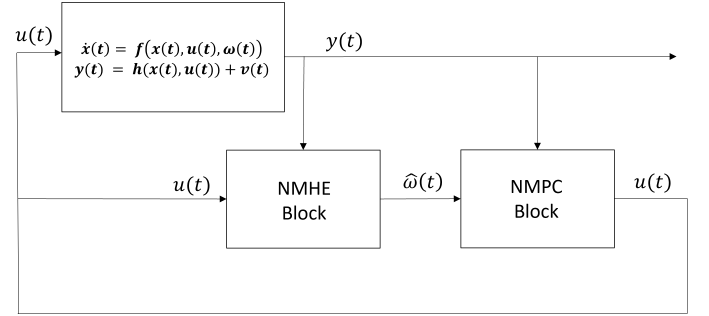 u(t)
ẋ(t) = f(x(t), u(t), ω(t))
y(t) = h(x(t), u(t)) + v(t)
y(t)
u(t)
NMHE
Block
ω̂(t)
NMPC
Block
u(t)